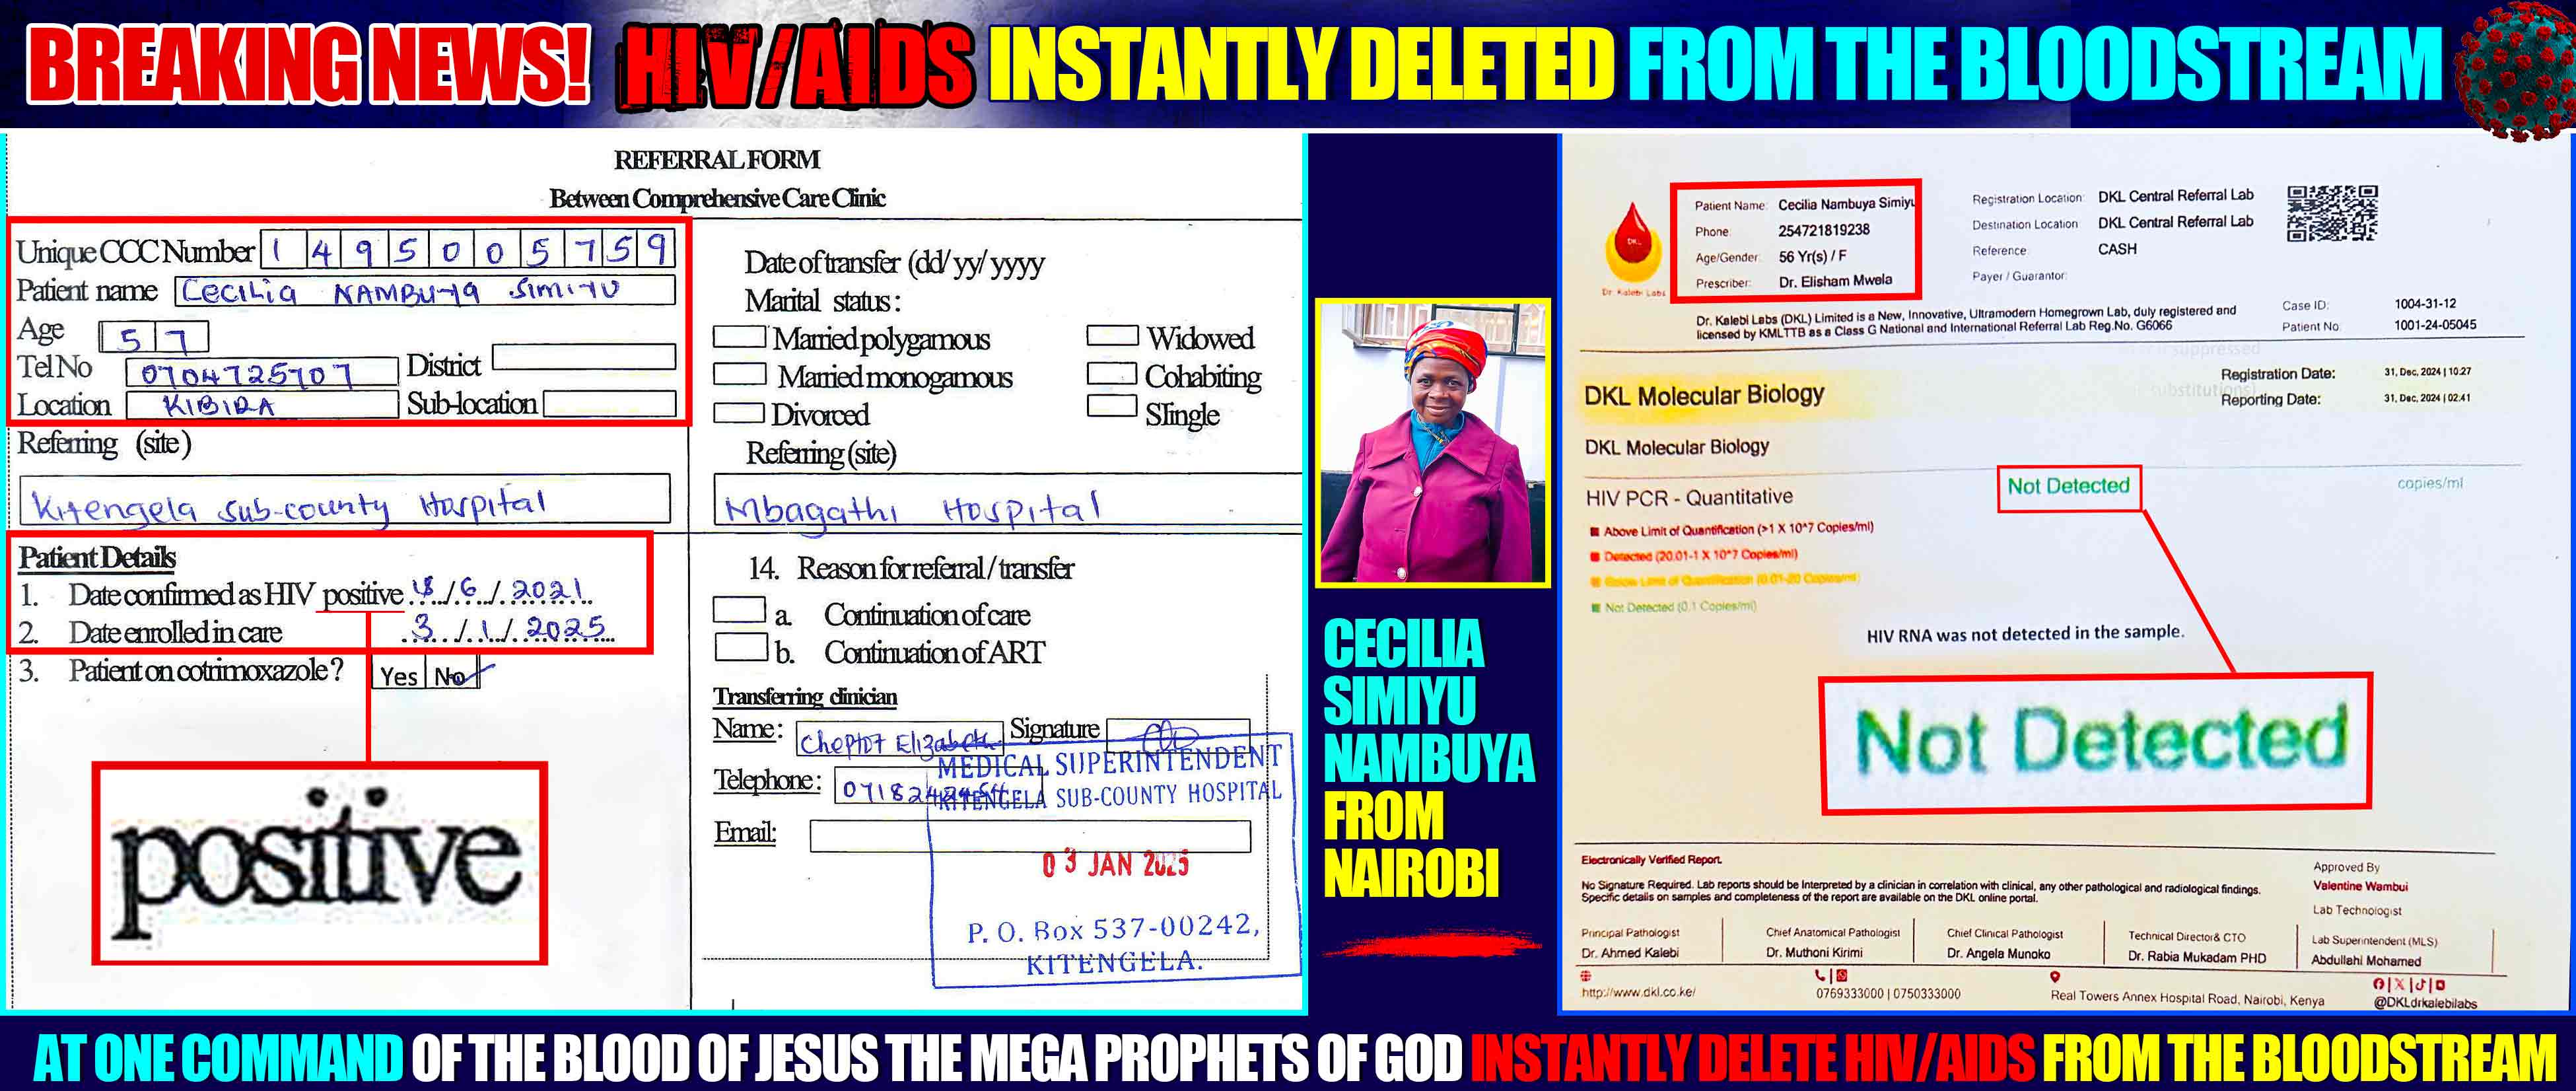 BREAKING NEWS! HIV/AIDS INSTANTLY DELETED FROM THE BLOODSTREAM
REFERRAL FORM
Between Comprehensive Care Clinic
Unique CCC Number 1495005759
Patient name Cecilia NAMBUYA SIMIYU
Age 57
Tel No 0704725707 District
Location KIBIRA Sub-location
Referring (site)
Kitengela Sub-county Hospital
Patient Details
1. Date confirmed as HIV positive 18/6/2021
2. Date enrolled in care 3/1/2025
3. Patient on cotrimoxazole? Yes No
positive
Date of transfer (dd/yy/yyyy
Marital status:
Married polygamous Widowed
Married monogamous Cohabiting
Divorced Slingle
Referring (site)
Mbagathi Hospital
14. Reason for referral/transfer
a. Continuation of care
b. Continuation of ART
Transferring clinician
Name: Signature
Telephone:
Email:
MEDICAL SUPERINTENDENT
KITENGELA SUB-COUNTY HOSPITAL
03 JAN 2025
P. O. Box 537-00242,
KITENGELA.
CECILIA
SIMIYU
NAMBUYA
FROM
NAIROBI
DKL
Dr. Kalebi Labs
Patient Name: Cecilia Nambuya Simiyu
Phone: 254721819238
Age/Gender: 56 Yr(s) / F
Prescriber: Dr. Elisham Mwela
Registration Location: DKL Central Referral Lab
Destination Location: DKL Central Referral Lab
Reference: CASH
Payer / Guarantor:
Dr. Kalebi Labs (DKL) Limited is a New, Innovative, Ultramodern Homegrown Lab, duly registered and
licensed by KMLTTB as a Class G National and International Referral Lab Reg.No. G6066
Case ID: 1004-31-12
Patient No: 1001-24-05045
Registration Date: 31, Dec, 2024 | 10:27
Reporting Date: 31, Dec, 2024 | 02:41
DKL Molecular Biology
DKL Molecular Biology
HIV PCR - Quantitative Not Detected copies/ml
Above Limit of Quantification (>1 X 10^7 Copies/ml)
Detected (20.01-1 X 10^7 Copies/ml)
Below Limit of Quantification (0.01-20 Copies/ml)
Not Detected (0.1 Copies/ml)
HIV RNA was not detected in the sample.
Not Detected
Electronically Verified Report.
No Signature Required. Lab reports should be Interpreted by a clinician in correlation with clinical, any other pathological and radiological findings.
Specific details on samples and completeness of the report are available on the DKL online portal.
Approved By
Valentine Wambui
Lab Technologist
Principal Pathologist
Dr. Ahmed Kalebi
Chief Anatomical Pathologist
Dr. Muthoni Kirimi
Chief Clinical Pathologist
Dr. Angela Munoko
Technical Director& CTO
Dr. Rabia Mukadam PHD
Lab Superintendent (MLS)
Abdullahi Mohamed
http://www.dkl.co.ke/
0769333000 | 0750333000
Real Towers Annex Hospital Road, Nairobi, Kenya
@DKLdrkalebilabs
AT ONE COMMAND OF THE BLOOD OF JESUS THE MEGA PROPHETS OF GOD INSTANTLY DELETE HIV/AIDS FROM THE BLOODSTREAM